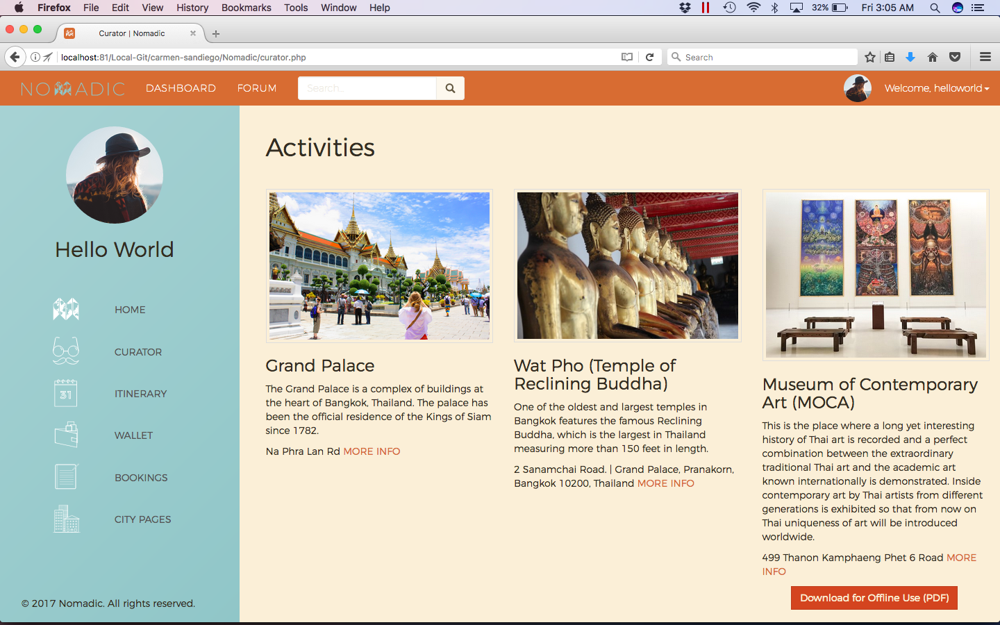 Firefox File Edit View History Bookmarks Tools Window Help 32% Fri 3:05 AM
Curator | Nomadic
localhost:81/Local-Git/carmen-sandiego/Nomadic/curator.php Search
NOMADIC DASHBOARD FORUM Search... Welcome, helloworld
Hello World
HOME
CURATOR
31 ITINERARY
WALLET
BOOKINGS
CITY PAGES
© 2017 Nomadic. All rights reserved.
Activities
Grand Palace
The Grand Palace is a complex of buildings at
the heart of Bangkok, Thailand. The palace has
been the official residence of the Kings of Siam
since 1782.
Na Phra Lan Rd MORE INFO
Wat Pho (Temple of
Reclining Buddha)
One of the oldest and largest temples in
Bangkok features the famous Reclining
Buddha, which is the largest in Thailand
measuring more than 150 feet in length.
2 Sanamchai Road. | Grand Palace, Pranakorn,
Bangkok 10200, Thailand MORE INFO
Museum of Contemporary
Art (MOCA)
This is the place where a long yet interesting
history of Thai art is recorded and a perfect
combination between the extraordinary
traditional Thai art and the academic art
known internationally is demonstrated. Inside
contemporary art by Thai artists from different
generations is exhibited so that from now on
Thai uniqueness of art will be introduced
worldwide.
499 Thanon Kamphaeng Phet 6 Road MORE
INFO
Download for Offline Use (PDF)